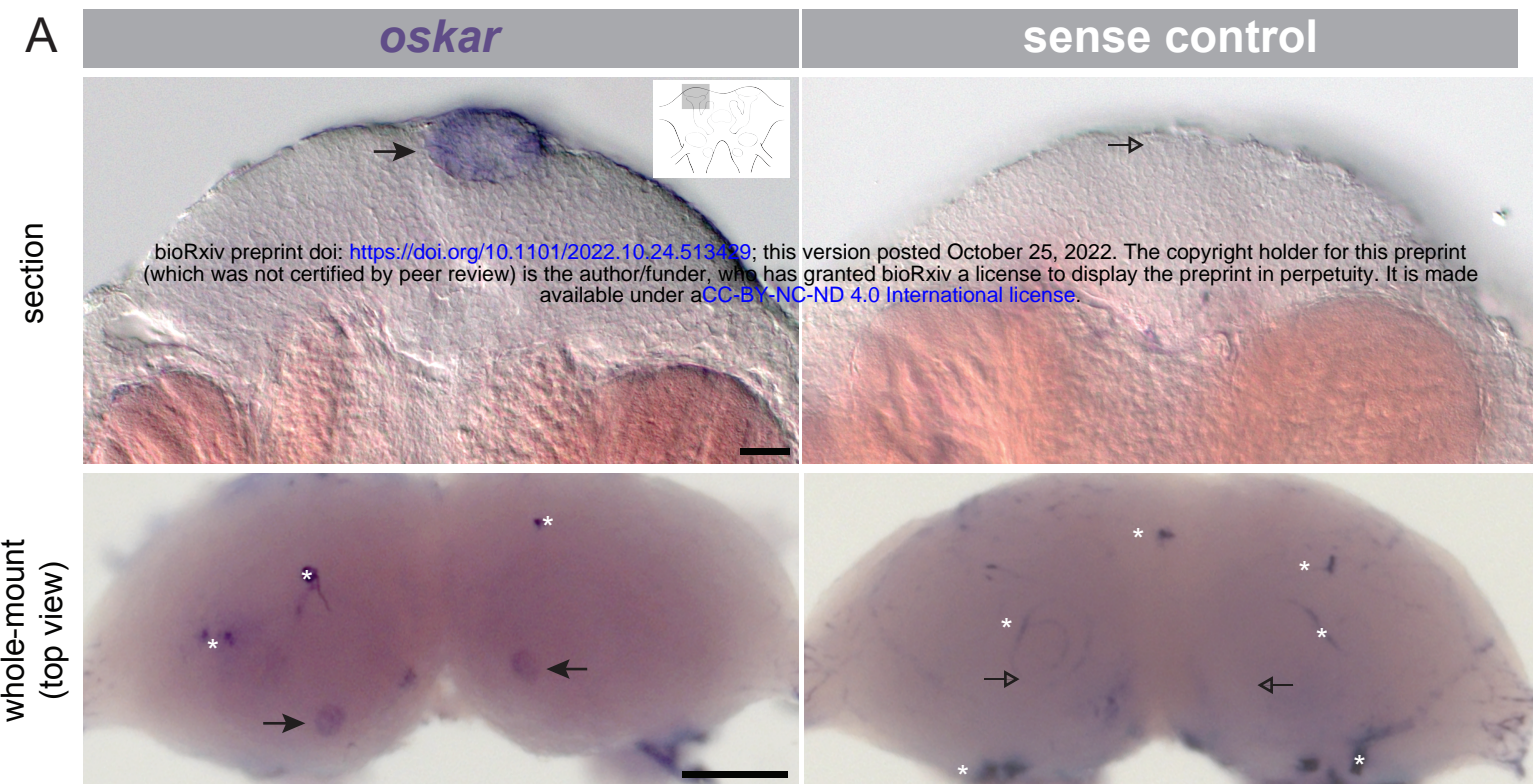 A
oskar
sense control
section
bioRxiv preprint doi: https://doi.org/10.1101/2022.10.24.513429; this version posted October 25, 2022. The copyright holder for this preprint
(which was not certified by peer review) is the author/funder, who has granted bioRxiv a license to display the preprint in perpetuity. It is made
available under aCC-BY-NC-ND 4.0 International license.
whole-mount
(top view)
*
*
*
*
*
*
*
*
*